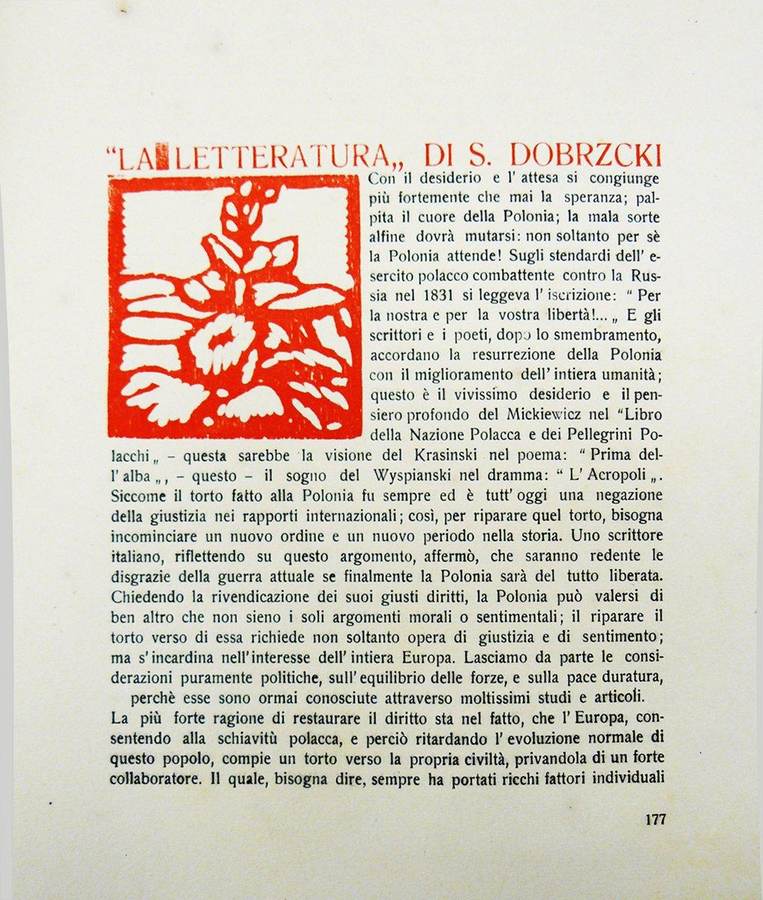 “LA LETTERATURA„ DI S. DOBRZCKI
Con il desiderio e l' attesa si congiunge
più fortemente che mai la speranza; pal-
pita il cuore della Polonia; la mala sorte
alfine dovrà mutarsi: non soltanto per sè
la Polonia attende! Sugli stendardi dell' e-
sercito polacco combattente contro la Rus-
sia nel 1831 si leggeva l' iscrizione: “ Per
la nostra e per la vostra libertà!... „ E gli
scrittori e i poeti, dopo lo smembramento,
accordano la resurrezione della Polonia
con il miglioramento dell' intiera umanità;
questo è il vivissimo desiderio e il pen-
siero profondo del Mickiewicz nel “Libro
della Nazione Polacca e dei Pellegrini Po-
lacchi „ - questa sarebbe la visione del Krasinski nel poema: “ Prima del-
l' alba „, - questo - il sogno del Wyspianski nel dramma: “ L' Acropoli „.
Siccome il torto fatto alla Polonia fu sempre ed è tutt' oggi una negazione
della giustizia nei rapporti internazionali; così, per riparare quel torto, bisogna
incominciare un nuovo ordine e un nuovo periodo nella storia. Uno scrittore
italiano, riflettendo su questo argomento, affermò, che saranno redente le
disgrazie della guerra attuale se finalmente la Polonia sarà del tutto liberata.
Chiedendo la rivendicazione dei suoi giusti diritti, la Polonia può valersi di
ben altro che non sieno i soli argomenti morali o sentimentali; il riparare il
torto verso di essa richiede non soltanto opera di giustizia e di sentimento;
ma s' incardina nell' interesse dell' intiera Europa. Lasciamo da parte le consi-
derazioni puramente politiche, sull' equilibrio delle forze, e sulla pace duratura,
perchè esse sono ormai conosciute attraverso moltissimi studi e articoli.
La più forte ragione di restaurare il diritto sta nel fatto, che l' Europa, con-
sentendo alla schiavitù polacca, e perciò ritardando l' evoluzione normale di
questo popolo, compie un torto verso la propria civiltà, privandola di un forte
collaboratore. Il quale, bisogna dire, sempre ha portati ricchi fattori individuali
177